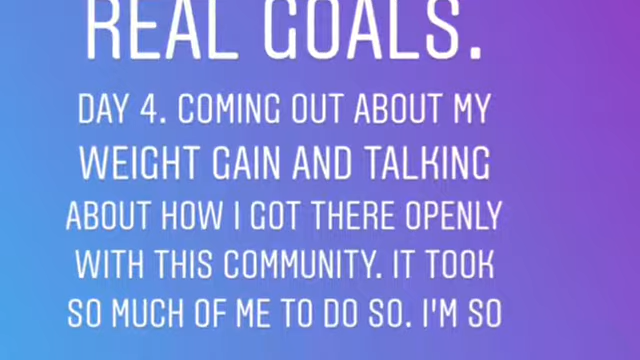 REAL GOALS.
DAY 4. COMING OUT ABOUT MY
WEIGHT GAIN AND TALKING
ABOUT HOW I GOT THERE OPENLY
WITH THIS COMMUNITY. IT TOOK
SO MUCH OF ME TO DO SO. I'M SO